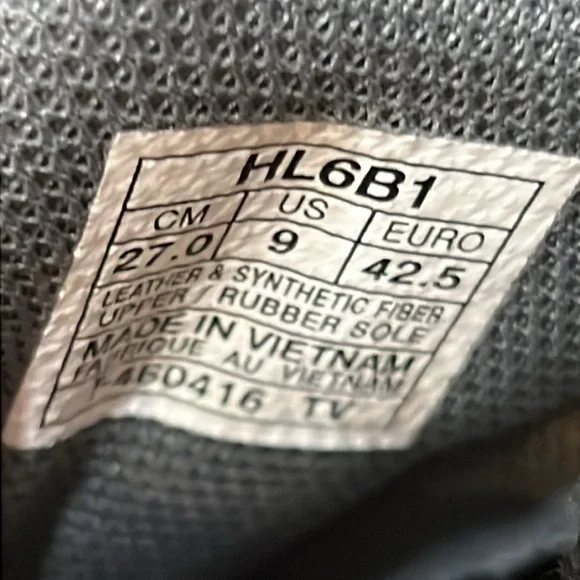 HL6B1
CM US EURO
27.0 9 42.5
LEATHER & SYNTHETIC FIBER
UPPER / RUBBER SOLE
MADE IN VIETNAM
FABRIQUE AU VIETNAM
460416 TV